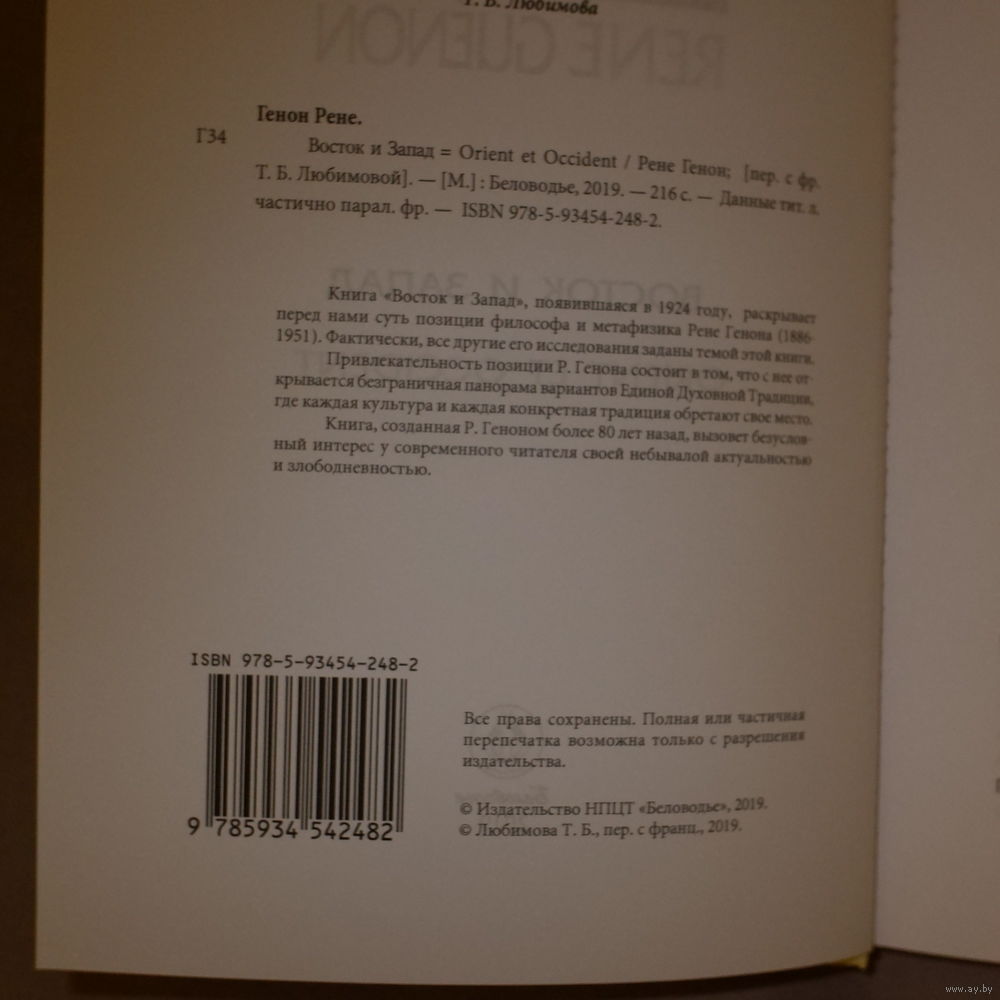 Т. Б. Любимова
RENE GUENON
Генон Рене.
Г34
Восток и Запад = Orient et Occident / Рене Генон; [пер. с фр.
Т. Б. Любимовой]. — [М.] : Беловодье, 2019. — 216 с. — Данные тит. л.
частично парал. фр. — ISBN 978-5-93454-248-2.
ВОСТОК И ЗАПАД
Книга «Восток и Запад», появившаяся в 1924 году, раскрывает
перед нами суть позиции философа и метафизика Рене Генона (1886-
1951). Фактически, все другие его исследования заданы темой этой книги.
Привлекательность позиции Р. Генона состоит в том, что с нее от-
крывается безграничная панорама вариантов Единой Духовной Традиции,
где каждая культура и каждая конкретная традиция обретают свое место.
Книга, созданная Р. Геноном более 80 лет назад, вызовет безуслов-
ный интерес у современного читателя своей небывалой актуальностью
и злободневностью.
ISBN 978-5-93454-248-2
9 785934 542482
Все права сохранены. Полная или частичная
перепечатка возможна только с разрешения
издательства.
© Издательство НПЦТ «Беловодье», 2019.
© Любимова Т. Б., пер. с франц., 2019.
www.ay.by